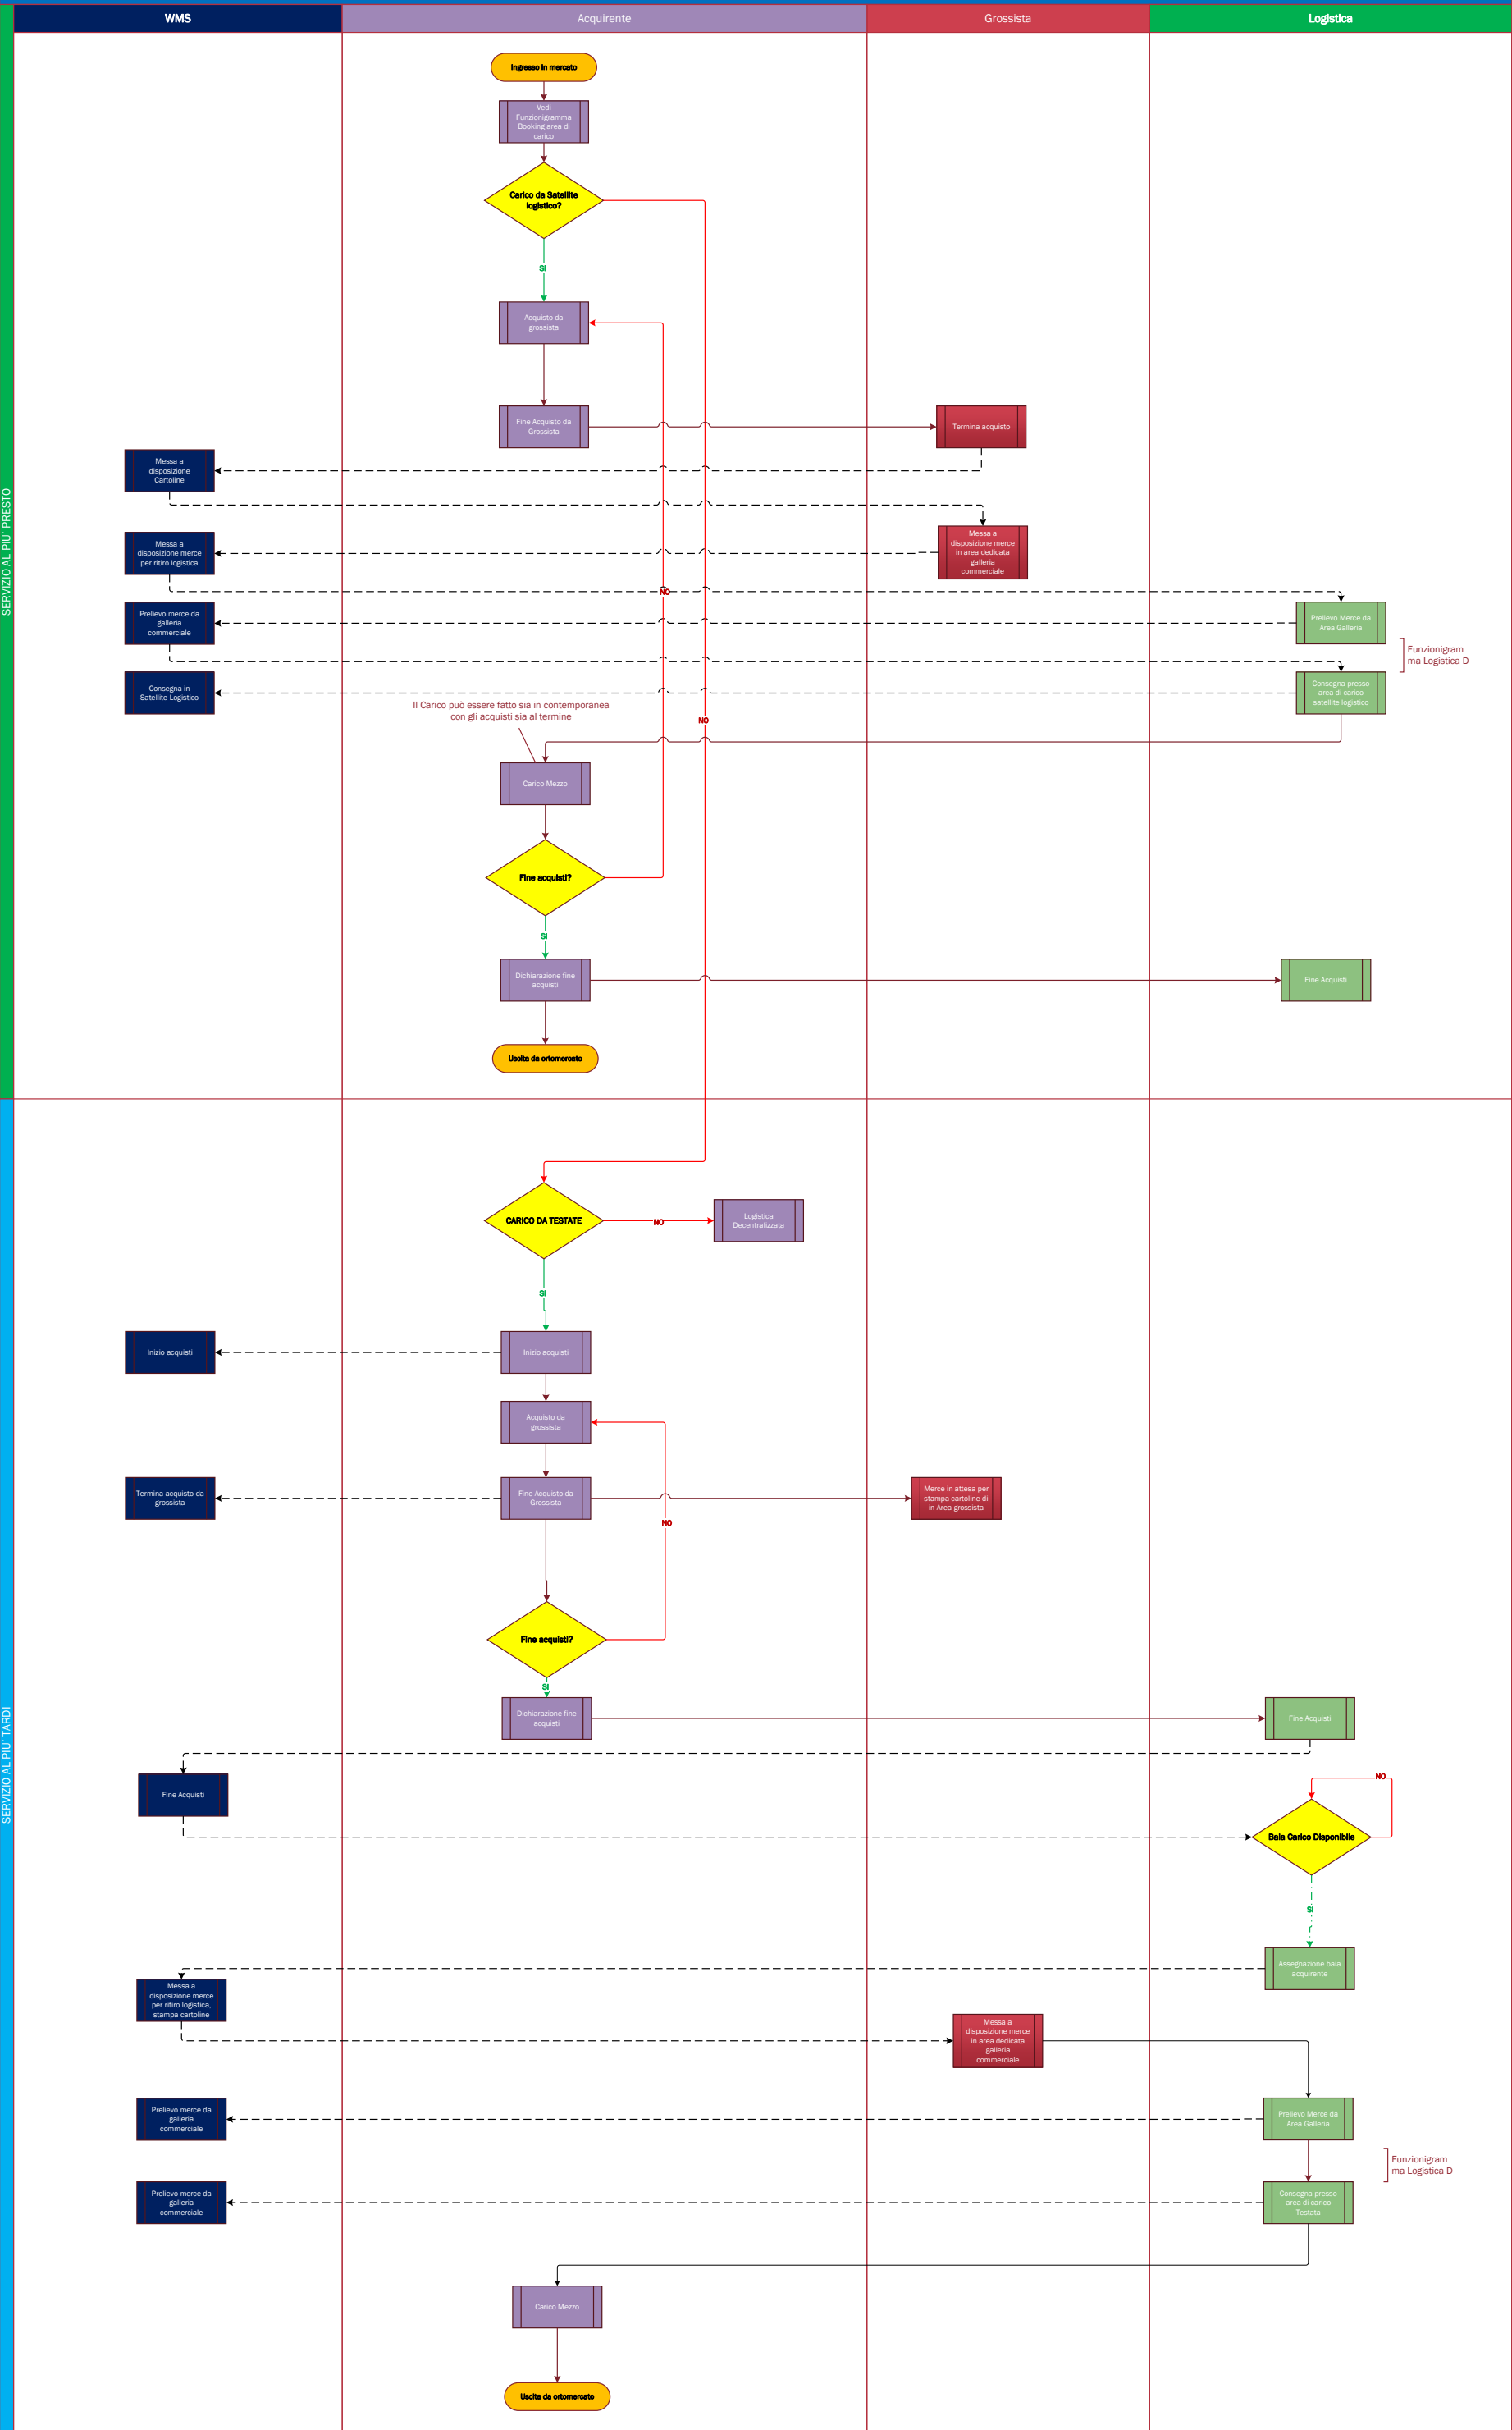 WMS
Acquirente
Grossista
Logistica
SERVIZIO AL PIU' PRESTO
Ingresso in mercato
Vedi
Funzionigramma
Booking area di
carico
Carico da Satellite
logistico?
SI
Acquisto da
grossista
Fine Acquisto da
Grossista
Termina acquisto
Messa a
disposizione
Cartoline
Messa a
disposizione merce
in area dedicata
galleria
commerciale
Messa a
disposizione merce
per ritiro logistica
NO
Prelievo merce da
galleria
commerciale
Prelievo Merce da
Area Galleria
Funzionigram
ma Logistica D
Consegna in
Satellite Logistico
Consegna presso
area di carico
satellite logistico
Il Carico può essere fatto sia in contemporanea
con gli acquisti sia al termine
NO
Carico Mezzo
Fine acquisti?
SI
Dichiarazione fine
acquisti
Fine Acquisti
Uscita da ortomercato
SERVIZIO AL PIU' TARDI
CARICO DA TESTATE
NO
Logistica
Decentralizzata
SI
Inizio acquisti
Inizio acquisti
Acquisto da
grossista
Termina acquisto da
grossista
Fine Acquisto da
Grossista
Merce in attesa per
stampa cartoline di
in Area grossista
NO
Fine acquisti?
SI
Dichiarazione fine
acquisti
Fine Acquisti
Fine Acquisti
NO
Baia Carico Disponibile
SI
Assegnazione baia
acquirente
Messa a
disposizione merce
per ritiro logistica,
stampa cartoline
Messa a
disposizione merce
in area dedicata
galleria
commerciale
Prelievo merce da
galleria
commerciale
Prelievo Merce da
Area Galleria
Funzionigram
ma Logistica D
Prelievo merce da
galleria
commerciale
Consegna presso
area di carico
Testata
Carico Mezzo
Uscita da ortomercato